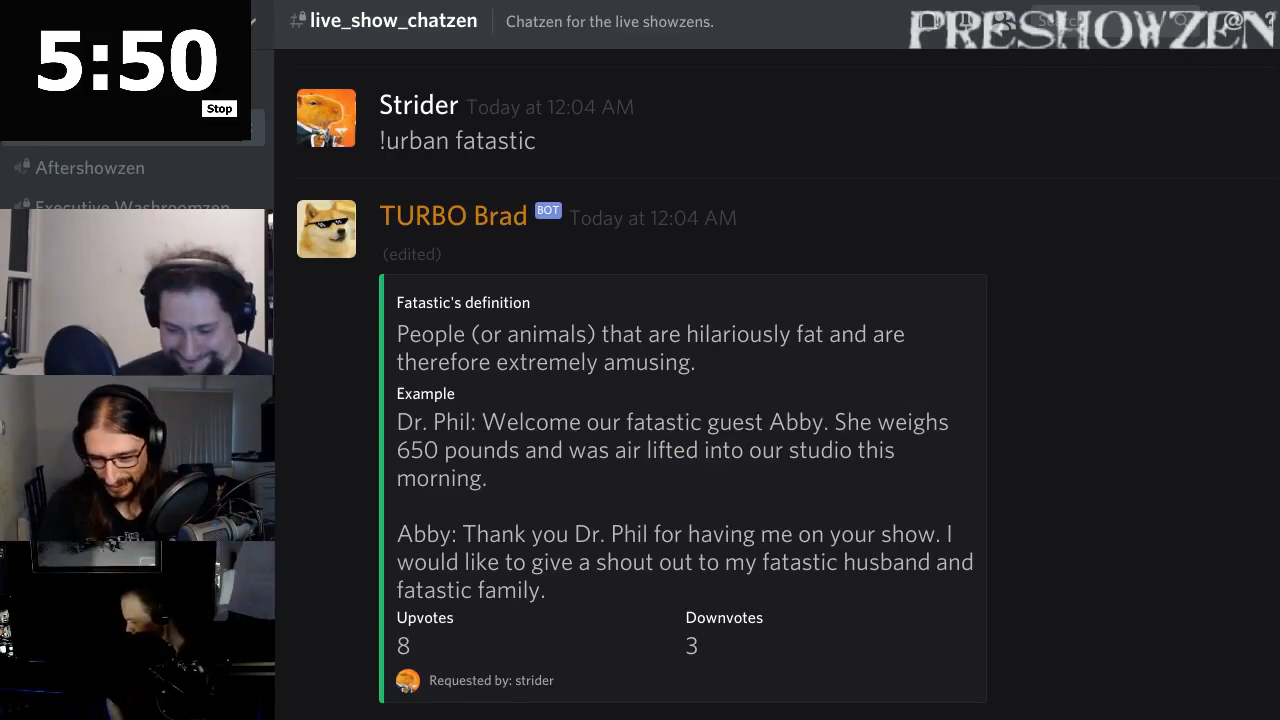 5:50
Stop
live_show_chatzen
Chatzen for the live showzens.
PRESHOWZEN
Search
Aftershowzen
Executive Washroomzen
Strider Today at 12:04 AM
!urban fatastic
TURBO Brad BOT Today at 12:04 AM
(edited)
Fatastic's definition
People (or animals) that are hilariously fat and are
therefore extremely amusing.
Example
Dr. Phil: Welcome our fatastic guest Abby. She weighs
650 pounds and was air lifted into our studio this
morning.
Abby: Thank you Dr. Phil for having me on your show. I
would like to give a shout out to my fatastic husband and
fatastic family.
Upvotes Downvotes
8 3
Requested by: strider